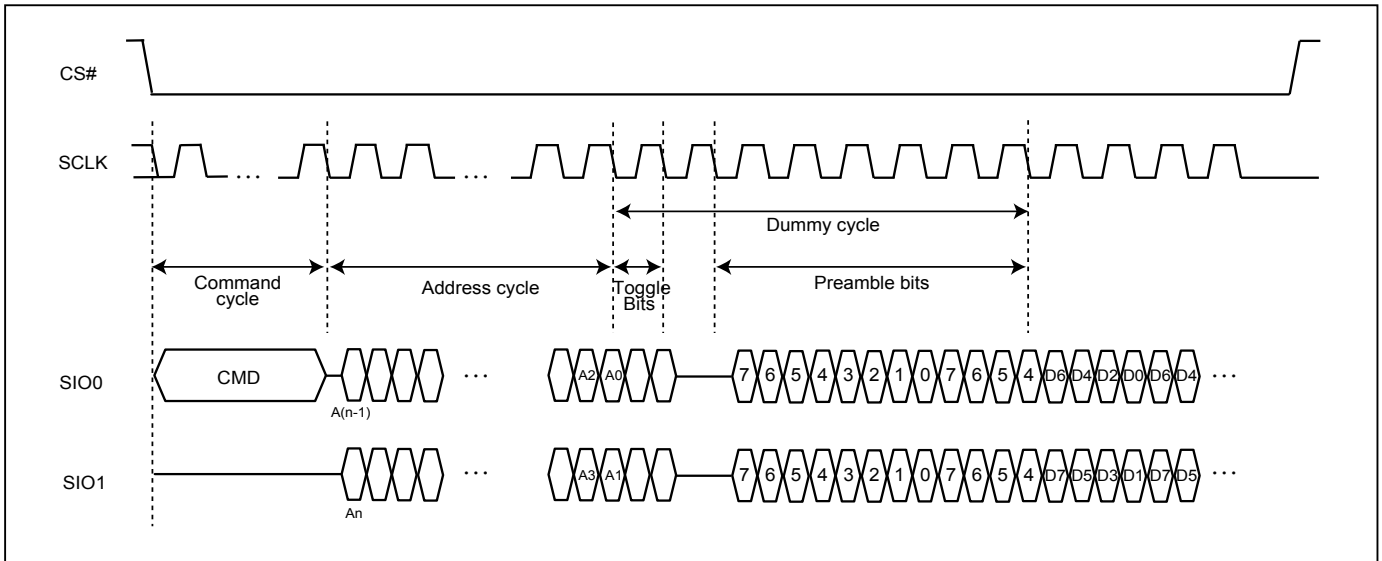 CS#
SCLK
... ...
Dummy cycle
Command cycle
Address cycle
Toggle Bits
Preamble bits
SIO0
CMD
A(n-1)
...
A2 A0
7 6 5 4 3 2 1 0 7 6 5 4 D6 D4 D2 D0 D6 D4 ...
SIO1
An
...
A3 A1
7 6 5 4 3 2 1 0 7 6 5 4 D7 D5 D3 D1 D7 D5 ...